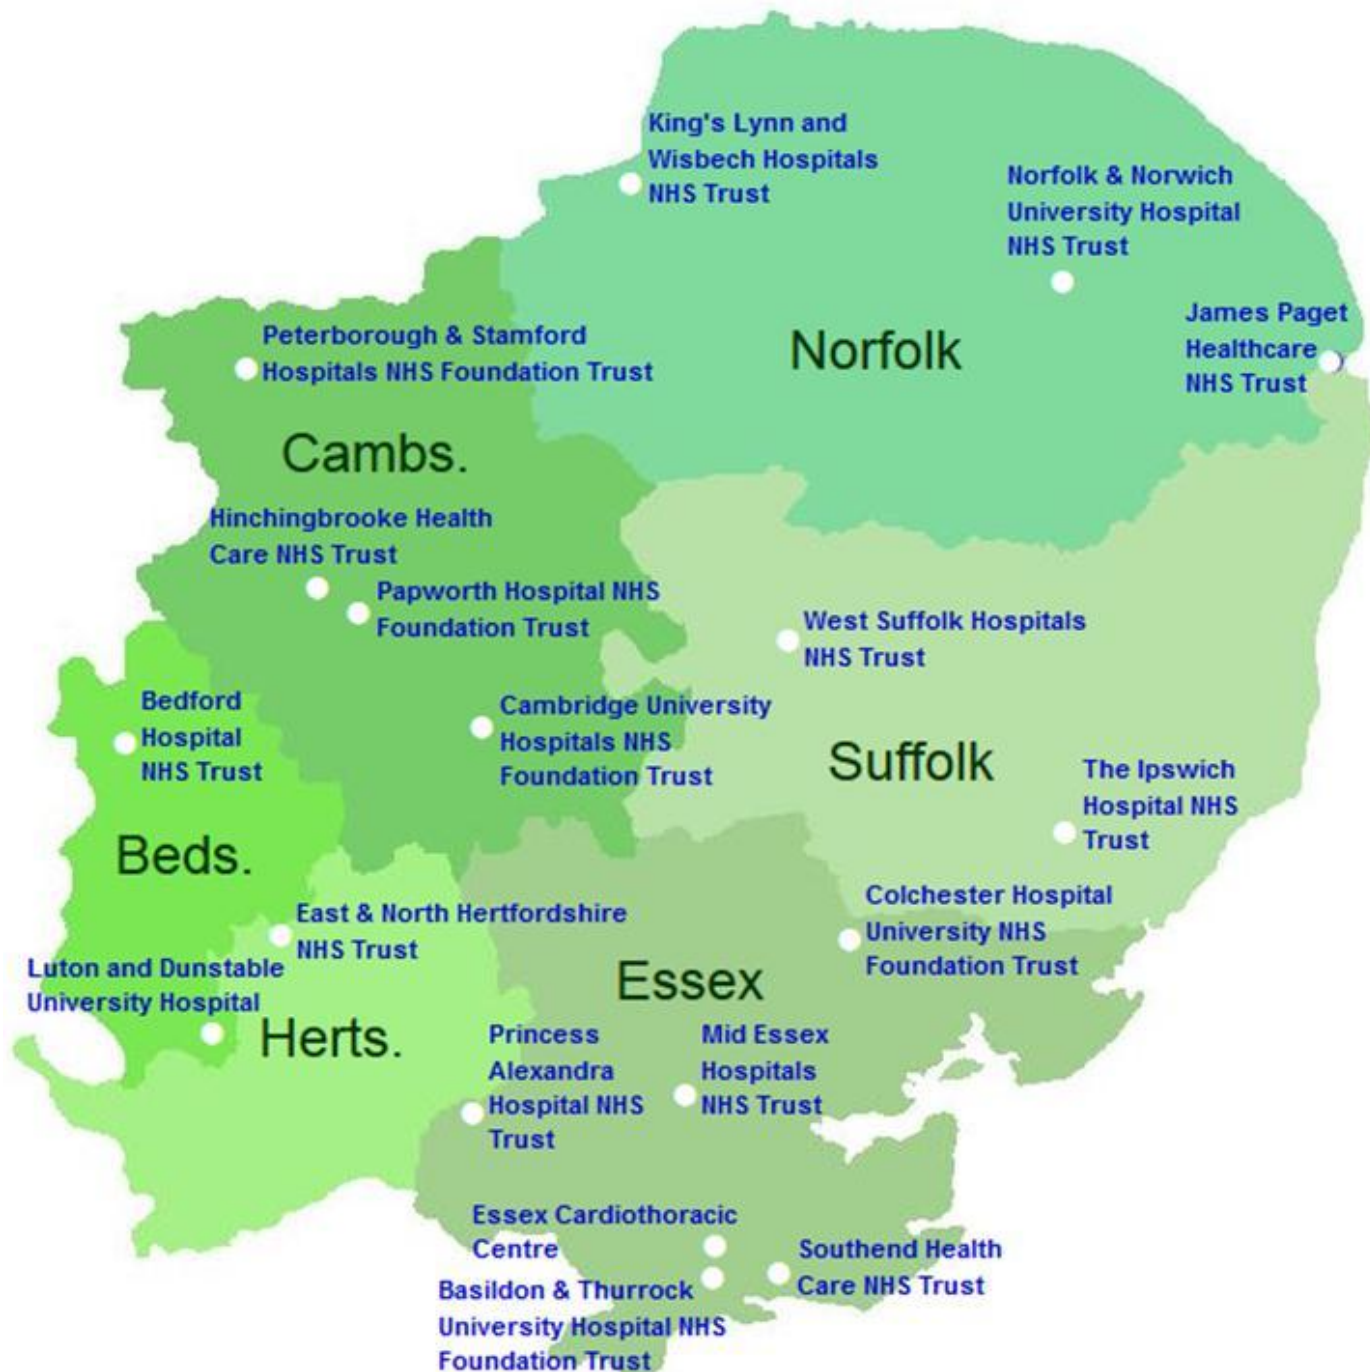 King's Lynn and
Wisbech Hospitals
NHS Trust
Norfolk & Norwich
University Hospital
NHS Trust
James Paget
Healthcare
NHS Trust
Norfolk
Peterborough & Stamford
Hospitals NHS Foundation Trust
Cambs.
Hinchingbrooke Health
Care NHS Trust
Papworth Hospital NHS
Foundation Trust
West Suffolk Hospitals
NHS Trust
Bedford
Hospital
NHS Trust
Cambridge University
Hospitals NHS
Foundation Trust
Suffolk
The Ipswich
Hospital NHS
Trust
Beds.
East & North Hertfordshire
NHS Trust
Colchester Hospital
University NHS
Foundation Trust
Luton and Dunstable
University Hospital
Essex
Herts.
Princess
Alexandra
Hospital NHS
Trust
Mid Essex
Hospitals
NHS Trust
Essex Cardiothoracic
Centre
Southend Health
Care NHS Trust
Basildon & Thurrock
University Hospital NHS
Foundation Trust